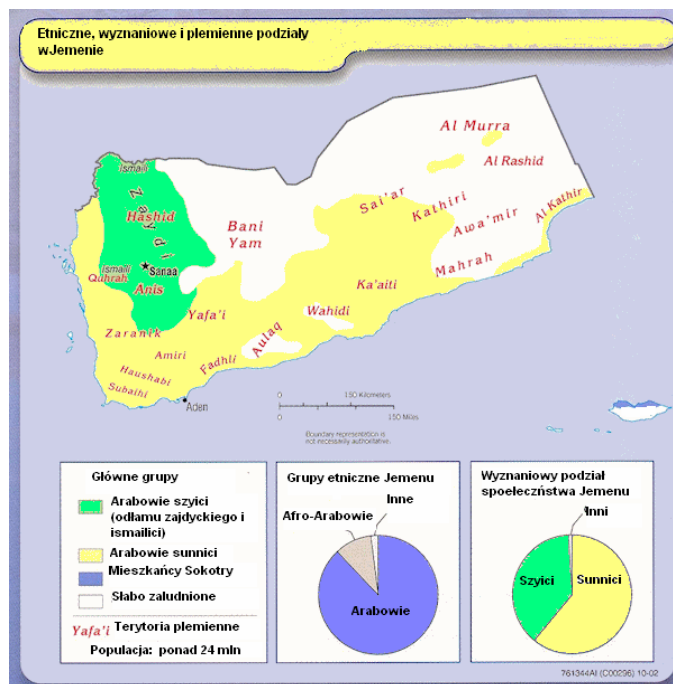 Etniczne, wyznaniowe i plemienne podziały
wJemenie
Al Murra
Ismaili
Al Rashid
Zaydi
Sai'ar
Kathiri
Al Kathir
Hashid
Bani
Yam
Awa'mir
Ismaili
Sanaa
Quhrah
Mahrah
Anis
Ka'aiti
Yafa'i
Wahidi
Zaranik
Aulaq
Amiri
Fadhli
Haushabi
Subaihi
Aden
0 150 Kilometers
0 150 Miles
Boundary representation is
not necessarily authoritative.
Główne grupy
Arabowie szyici
(odłamu zajdyckiego i
ismailici)
Arabowie sunnici
Mieszkańcy Sokotry
Słabo zaludnione
Yafa'i Terytoria plemienne
Populacja: ponad 24 mln
Grupy etniczne Jemenu
Inne
Afro-Arabowie
Arabowie
Wyznaniowy podział
społeczństwa Jemenu
Inni
Szyici
Sunnici
761344AI (C00296) 10-02